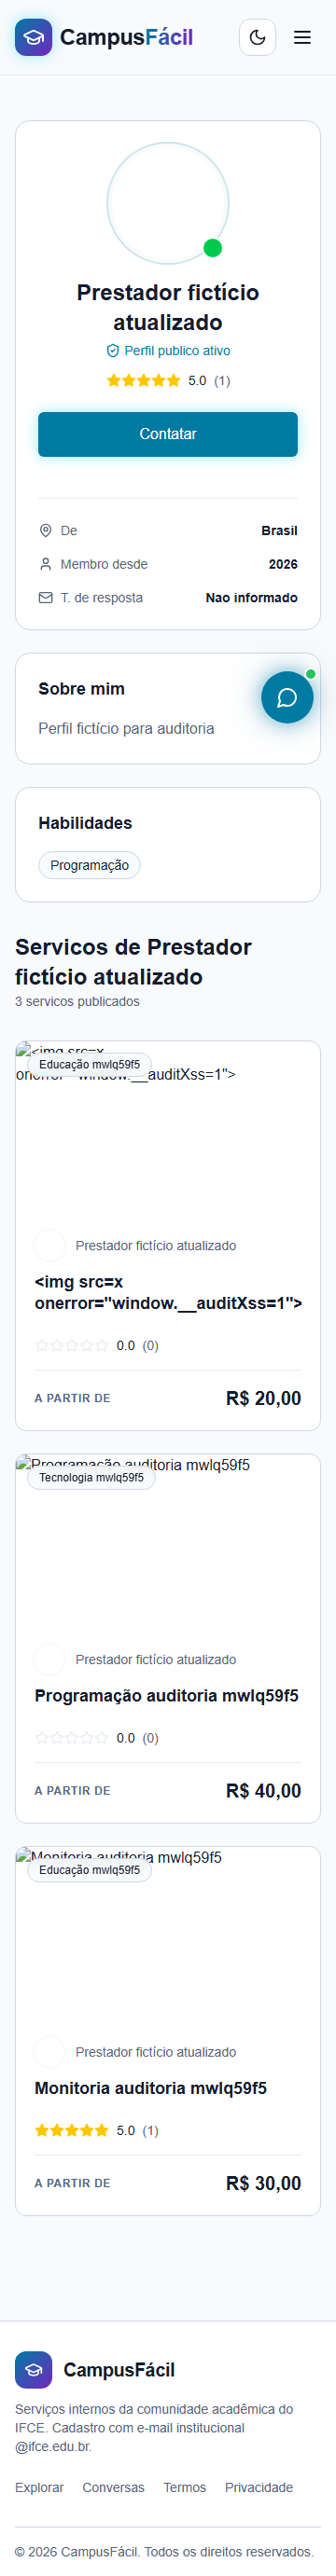 CampusFácil
Prestador fictício
atualizado
Perfil publico ativo
5.0 (1)
Contatar
De Brasil
Membro desde 2026
T. de resposta Nao informado
Sobre mim
Perfil fictício para auditoria
Habilidades
Programação
Servicos de Prestador
fictício atualizado
3 servicos publicados
<img src=x
Educação mwlq59f5
onerror="window.__auditXss=1">
Prestador fictício atualizado
<img src=x
onerror="window.__auditXss=1">
0.0 (0)
A PARTIR DE R$ 20,00
Programação auditoria mwlq59f5
Tecnologia mwlq59f5
Prestador fictício atualizado
Programação auditoria mwlq59f5
0.0 (0)
A PARTIR DE R$ 40,00
Monitoria auditoria mwlq59f5
Educação mwlq59f5
Prestador fictício atualizado
Monitoria auditoria mwlq59f5
5.0 (1)
A PARTIR DE R$ 30,00
CampusFácil
Serviços internos da comunidade acadêmica do
IFCE. Cadastro com e-mail institucional
@ifce.edu.br.
Explorar Conversas Termos Privacidade
© 2026 CampusFácil. Todos os direitos reservados.